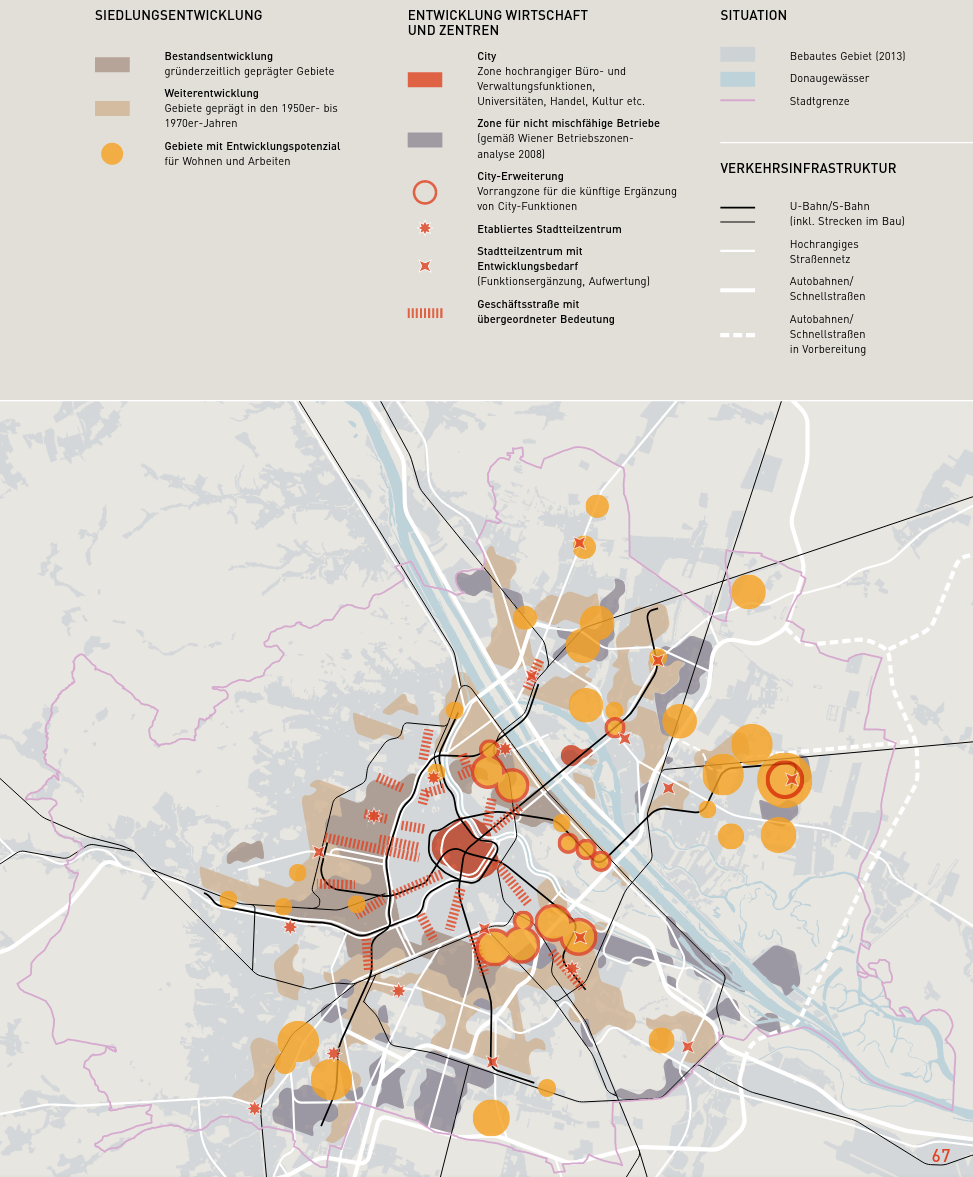 SIEDLUNGSENTWICKLUNG
Bestandsentwicklung
gründerzeitlich geprägter Gebiete
Weiterentwicklung
Gebiete geprägt in den 1950er- bis
1970er-Jahren
Gebiete mit Entwicklungspotenzial
für Wohnen und Arbeiten
ENTWICKLUNG WIRTSCHAFT
UND ZENTREN
City
Zone hochrangiger Büro- und
Verwaltungsfunktionen,
Universitäten, Handel, Kultur etc.
Zone für nicht mischfähige Betriebe
(gemäß Wiener Betriebszonen-
analyse 2008)
City-Erweiterung
Vorrangzone für die künftige Ergänzung
von City-Funktionen
Etabliertes Stadtteilzentrum
Stadtteilzentrum mit
Entwicklungsbedarf
(Funktionsergänzung, Aufwertung)
Geschäftsstraße mit
übergeordneter Bedeutung
SITUATION
Bebautes Gebiet (2013)
Donaugewässer
Stadtgrenze
VERKEHRSINFRASTRUKTUR
U-Bahn/S-Bahn
(inkl. Strecken im Bau)
Hochrangiges
Straßennetz
Autobahnen/
Schnellstraßen
Autobahnen/
Schnellstraßen
in Vorbereitung
67